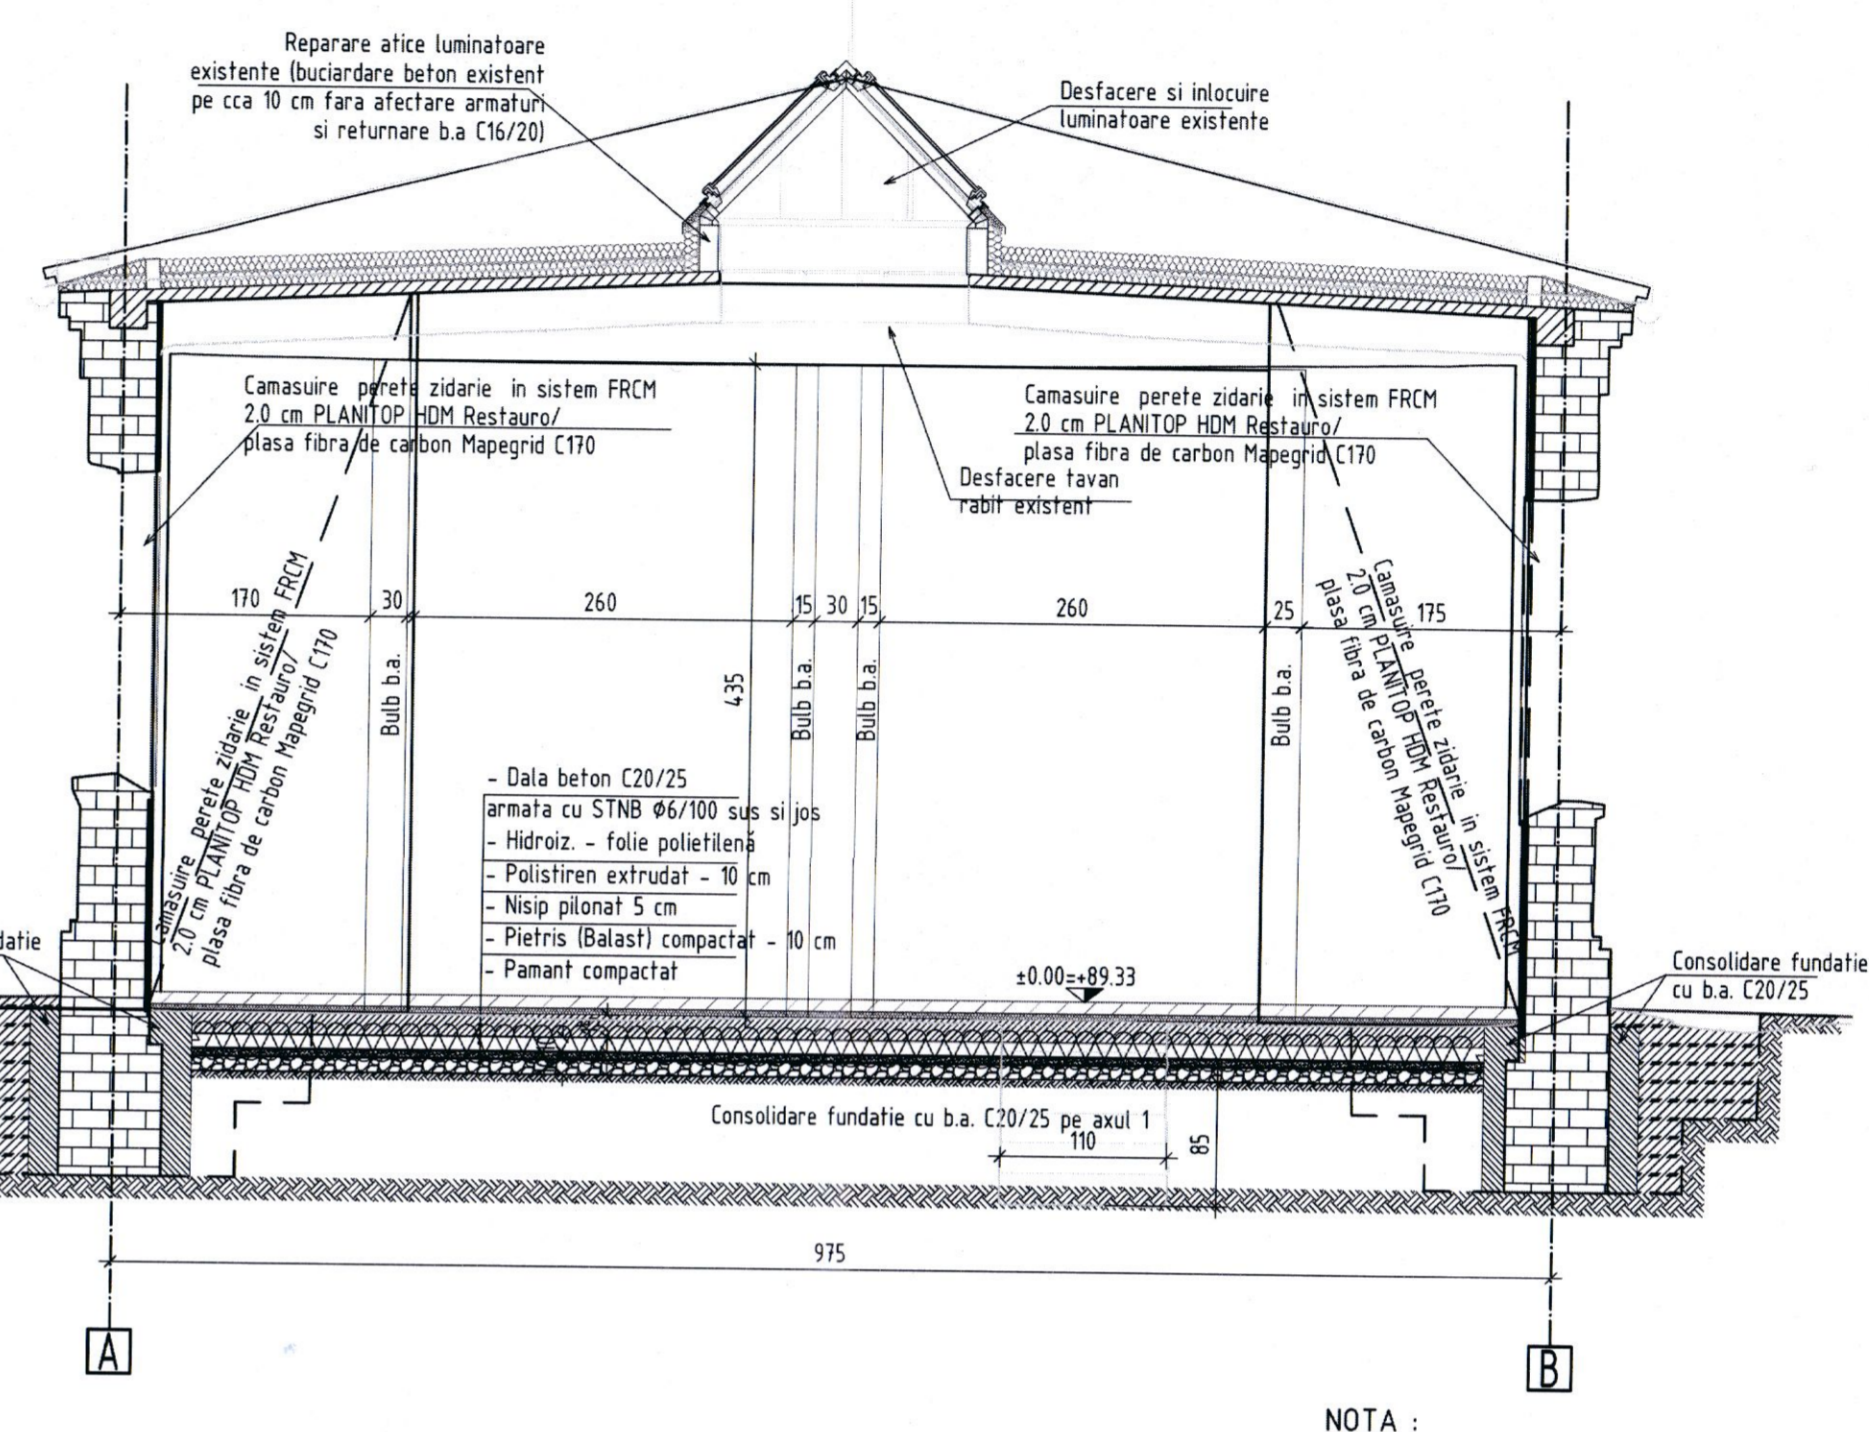 Reparare atice luminatoare
existente (buciardare beton existent
pe cca 10 cm fara afectare armaturi
si returnare b.a C16/20)
Desfacere si inlocuire
luminatoare existente
Camasuire perete zidarie in sistem FRCM
2.0 cm PLANITOP HDM Restauro/
plasa fibra de carbon Mapegrid C170
Camasuire perete zidarie in sistem FRCM
2.0 cm PLANITOP HDM Restauro/
plasa fibra de carbon Mapegrid C170
Desfacere tavan
rabit existent
170 30 260 15 30 15 260 25 175
Camasuire perete zidarie in sistem FRCM
2.0 cm PLANITOP HDM Restauro/
plasa fibra de carbon Mapegrid C170
Bulb b.a.
435
Bulb b.a.
Bulb b.a.
Bulb b.a.
Camasuire perete zidarie in sistem FRCM
2.0 cm PLANITOP HDM Restauro/
plasa fibra de carbon Mapegrid C170
- Dala beton C20/25
armata cu STNB Ø6/100 sus si jos
- Hidroiz. - folie polietilenă
- Polistiren extrudat - 10 cm
- Nisip pilonat 5 cm
- Pietris (Balast) compactat - 10 cm
- Pamant compactat
±0.00=+89.33
datie
Consolidare fundatie
cu b.a. C20/25
Consolidare fundatie cu b.a. C20/25 pe axul 1
110
85
975
A
B
NOTA :